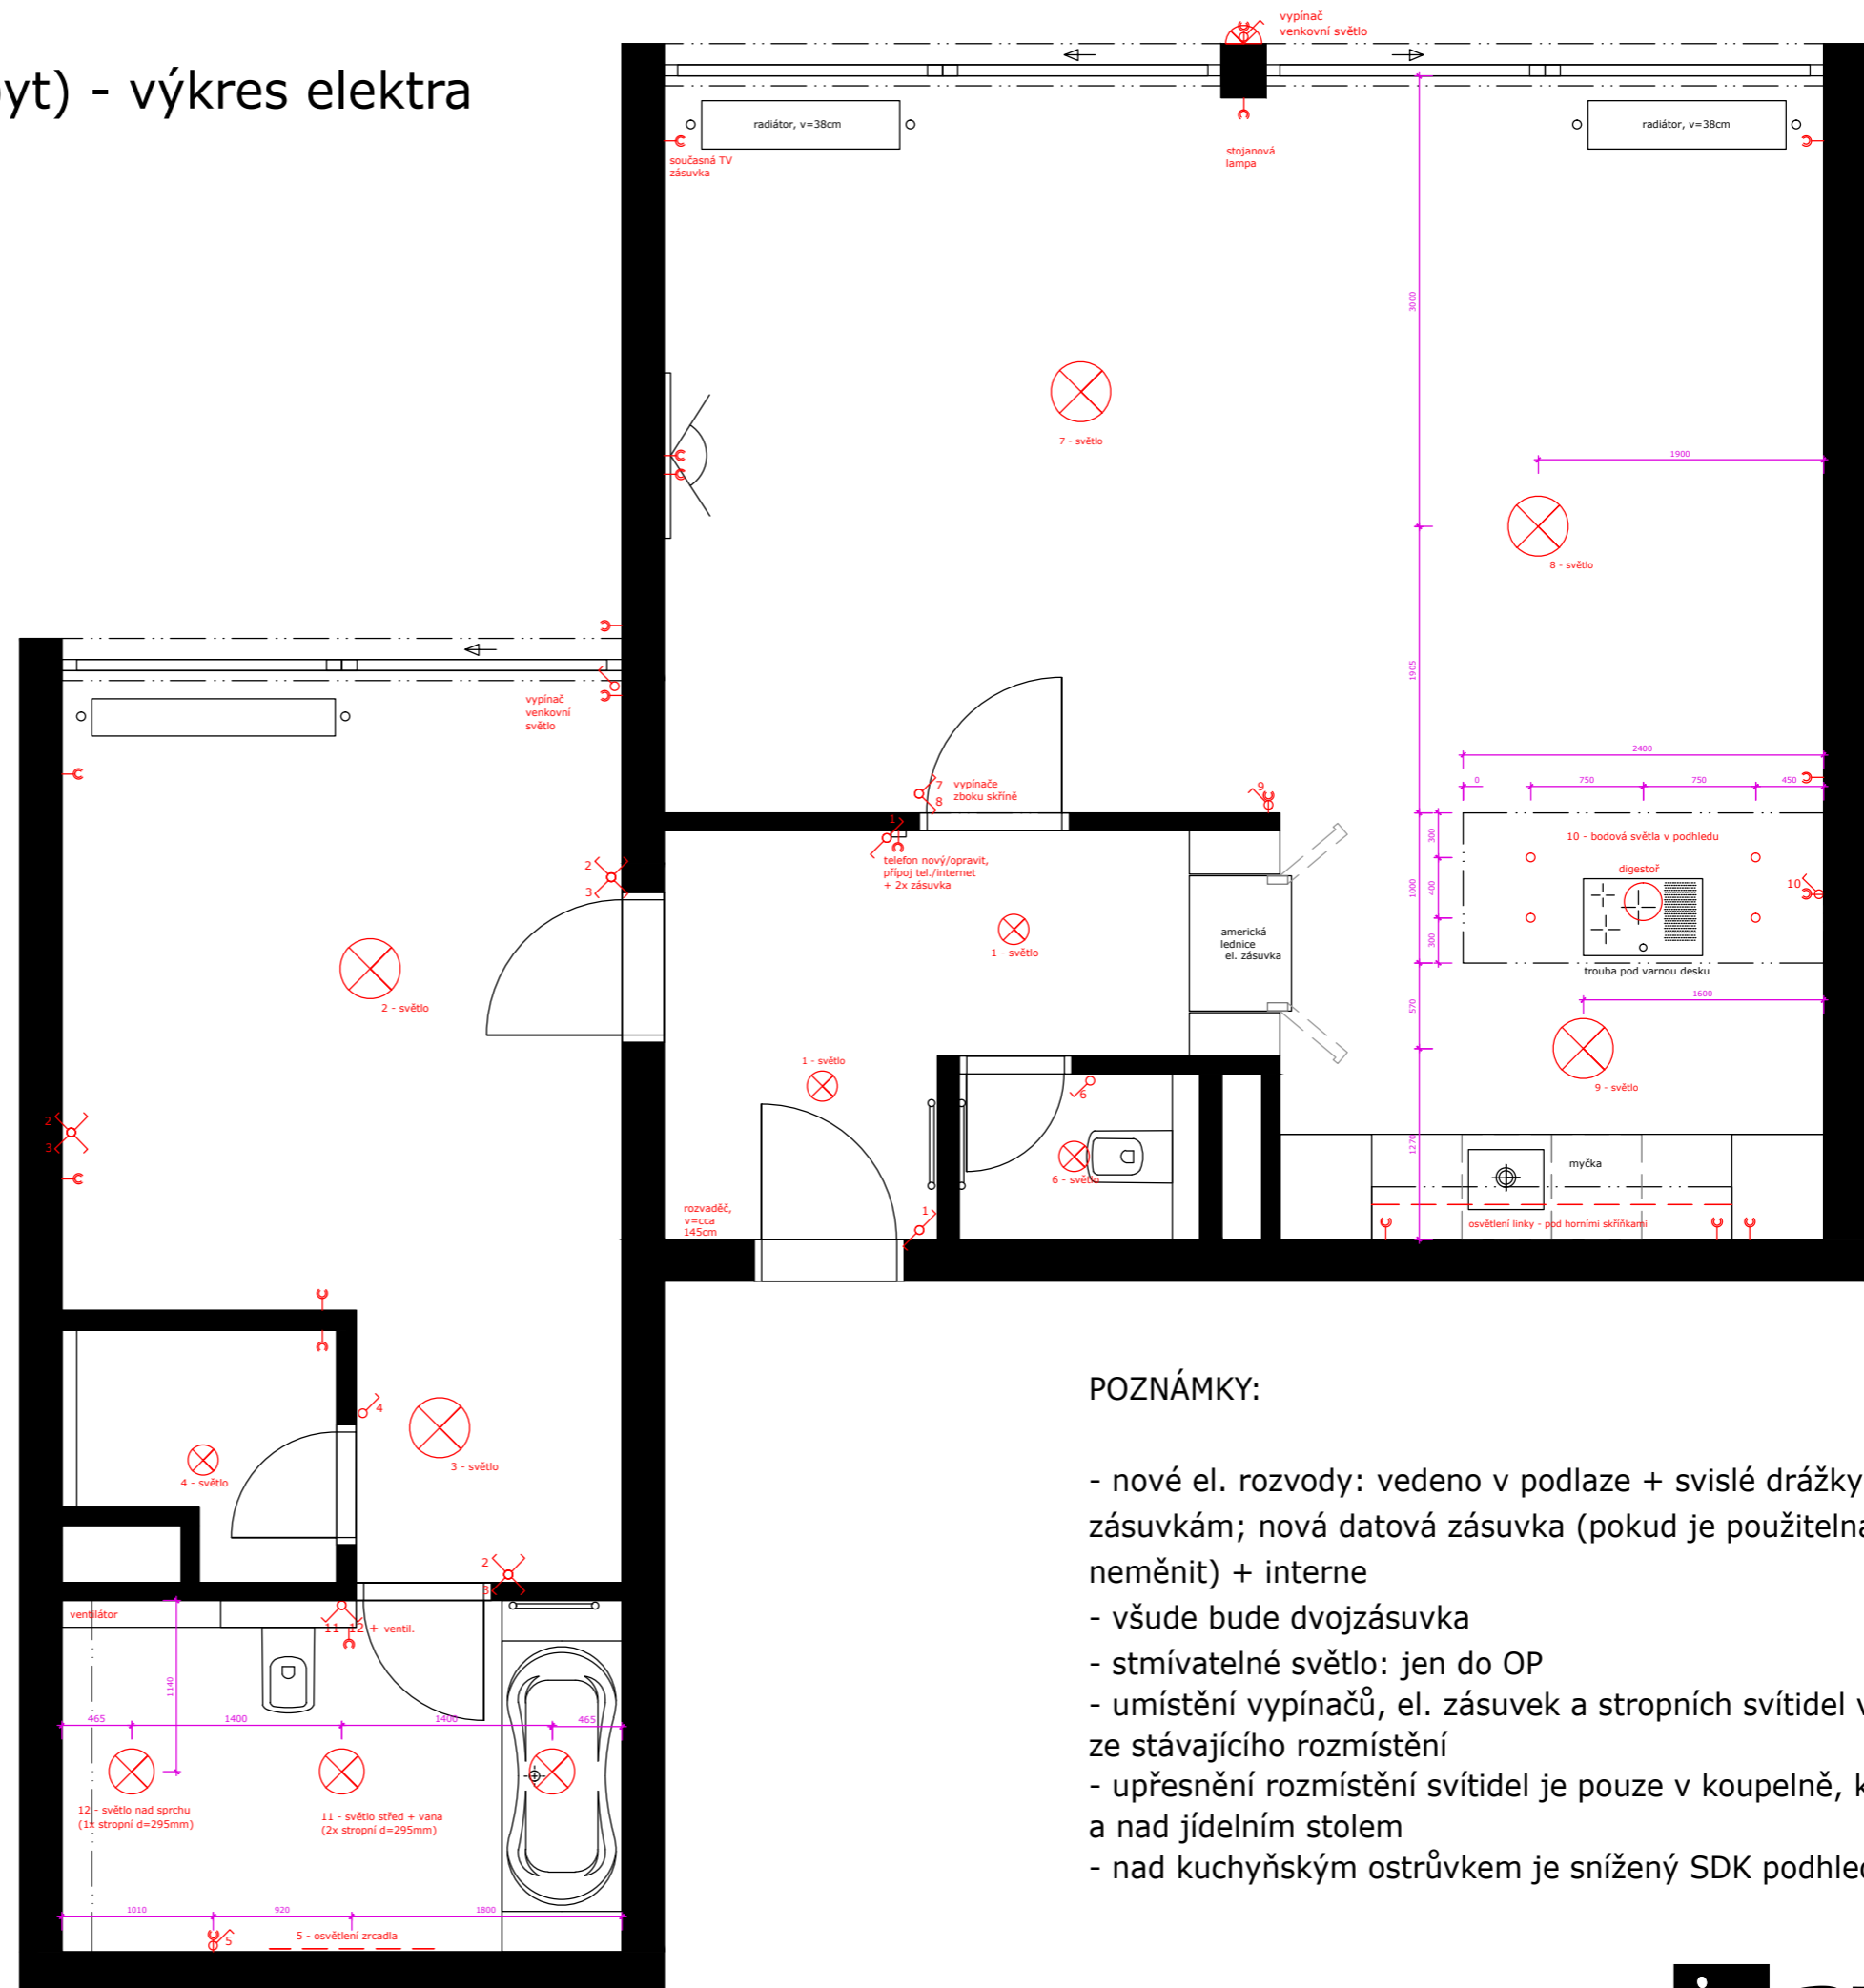 yt) - výkres elektra
vypínač
venkovní světlo
radiátor, v=38cm
radiátor, v=38cm
současná TV
zásuvka
stojanová
lampa
3000
7 - světlo
1900
8 - světlo
1905
vypínač
venkovní
světlo
2400
0
750
750
450
7
8
vypínače
zboku skříně
9
1
300
1000
400
300
10 - bodová světla v podhledu
digestoř
10
telefon nový/opravit,
přípoj tel./internet
+ 2x zásuvka
2
3
americká
lednice
el. zásuvka
1 - světlo
trouba pod varnou desku
570
1600
2 - světlo
1 - světlo
9 - světlo
6
2
3
1270
6 - světlo
myčka
rozvaděč,
v=cca
145cm
1
osvětlení linky - pod horními skříňkami
4
3 - světlo
4 - světlo
2
3
ventilátor
11
12 + ventil.
1140
465
1400
1400
465
12 - světlo nad sprchu
(1x stropní d=295mm)
11 - světlo střed + vana
(2x stropní d=295mm)
1010
920
1800
5
5 - osvětlení zrcadla
POZNÁMKY:
- nové el. rozvody: vedeno v podlaze + svislé drážky
zásuvkám; nová datová zásuvka (pokud je použitelná
neměnit) + interne
- všude bude dvojzásuvka
- stmívatelné světlo: jen do OP
- umístění vypínačů, el. zásuvek a stropních svítidel v
ze stávajícího rozmístění
- upřesnění rozmístění svítidel je pouze v koupelně, k
a nad jídelním stolem
- nad kuchyňským ostrůvkem je snížený SDK podhled